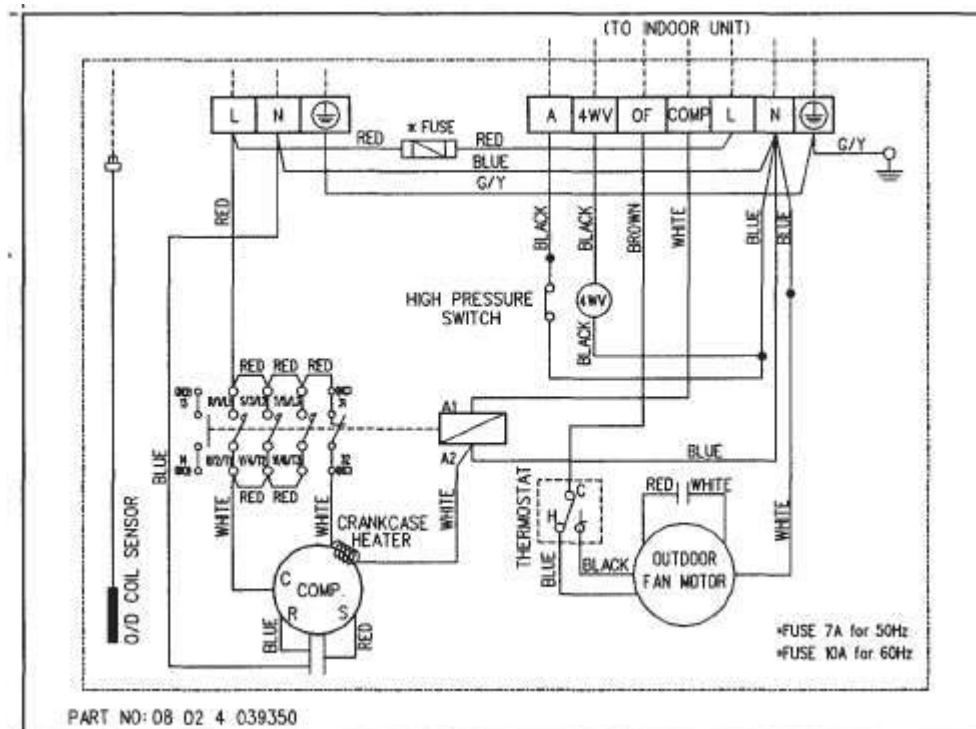 (TO INDOOR UNIT)
L N
A 4WV OF COMP L N
RED * FUSE RED
BLUE
G/Y
G/Y
RED
BLACK
BLACK
BROWN
WHITE
BLUE
BLUE
HIGH PRESSURE
SWITCH
4WV
BLACK
RED RED RED
13
A1
A2
14
BLUE
RED RED
BLUE
WHITE
WHITE
CRANKCASE
HEATER
WHITE
THERMOSTAT
C
H L
BLUE
BLACK
RED WHITE
OUTDOOR
FAN MOTOR
WHITE
O/D COIL SENSOR
C COMP.
R S
BLUE
RED
*FUSE 7A for 50Hz
*FUSE 10A for 60Hz
PART NO: 08 02 4 039350